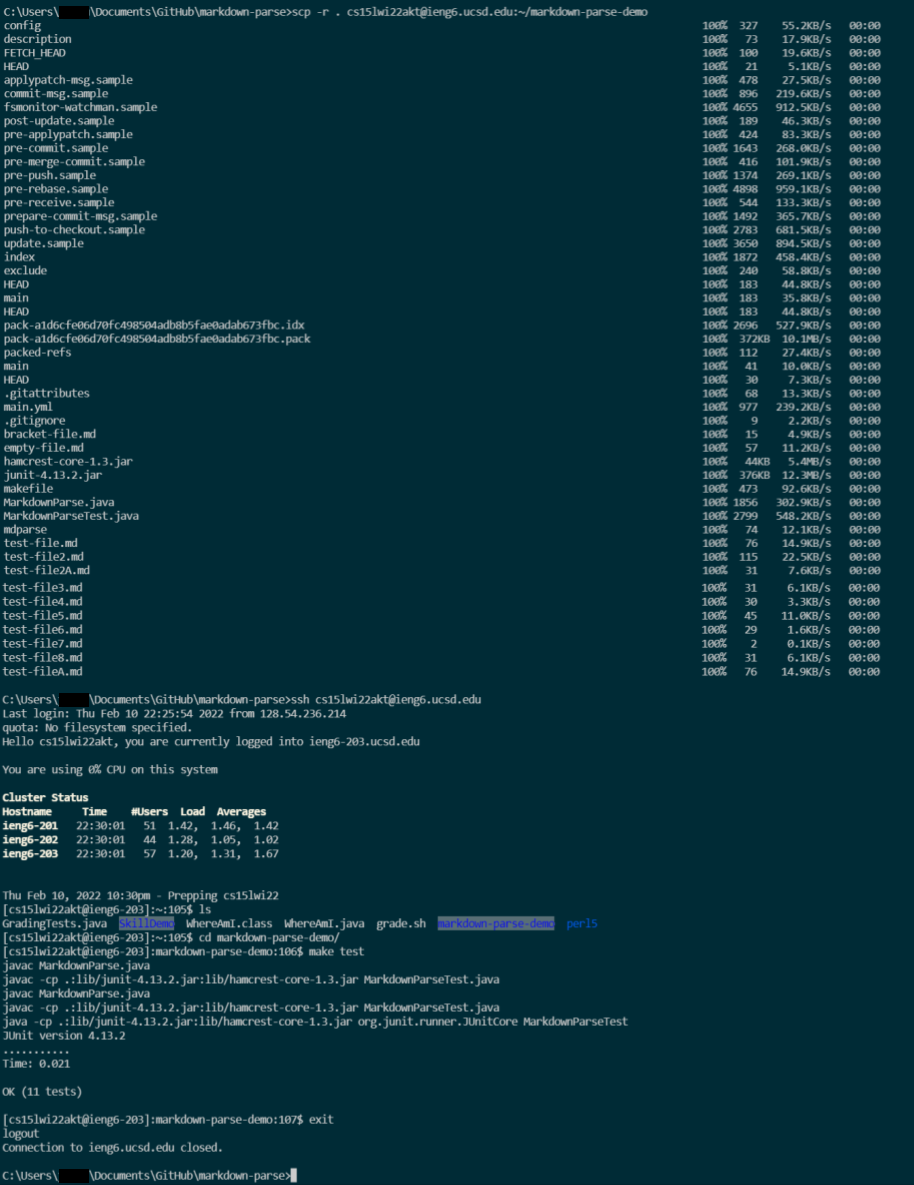 C:\Users\ \Documents\GitHub\markdown-parse>scp -r . cs15lwi22akt@ieng6.ucsd.edu:~/markdown-parse-demo
config 100% 327 55.2KB/s 00:00
description 100% 73 17.9KB/s 00:00
FETCH_HEAD 100% 100 19.6KB/s 00:00
HEAD 100% 21 5.1KB/s 00:00
applypatch-msg.sample 100% 478 27.5KB/s 00:00
commit-msg.sample 100% 896 219.6KB/s 00:00
fsmonitor-watchman.sample 100% 4655 912.5KB/s 00:00
post-update.sample 100% 189 46.3KB/s 00:00
pre-applypatch.sample 100% 424 83.3KB/s 00:00
pre-commit.sample 100% 1643 268.0KB/s 00:00
pre-merge-commit.sample 100% 416 101.9KB/s 00:00
pre-push.sample 100% 1374 269.1KB/s 00:00
pre-rebase.sample 100% 4898 959.1KB/s 00:00
pre-receive.sample 100% 544 133.3KB/s 00:00
prepare-commit-msg.sample 100% 1492 365.7KB/s 00:00
push-to-checkout.sample 100% 2783 681.5KB/s 00:00
update.sample 100% 3650 894.5KB/s 00:00
index 100% 1872 458.4KB/s 00:00
exclude 100% 240 58.8KB/s 00:00
HEAD 100% 183 44.8KB/s 00:00
main 100% 183 35.8KB/s 00:00
HEAD 100% 183 44.8KB/s 00:00
pack-a1d6cfe06d70fc498504adb8b5fae0adab673fbc.idx 100% 2696 527.9KB/s 00:00
pack-a1d6cfe06d70fc498504adb8b5fae0adab673fbc.pack 100% 372KB 10.1MB/s 00:00
packed-refs 100% 112 27.4KB/s 00:00
main 100% 41 10.0KB/s 00:00
HEAD 100% 30 7.3KB/s 00:00
.gitattributes 100% 68 13.3KB/s 00:00
main.yml 100% 977 239.2KB/s 00:00
.gitignore 100% 9 2.2KB/s 00:00
bracket-file.md 100% 15 4.9KB/s 00:00
empty-file.md 100% 57 11.2KB/s 00:00
hamcrest-core-1.3.jar 100% 44KB 5.4MB/s 00:00
junit-4.13.2.jar 100% 376KB 12.3MB/s 00:00
makefile 100% 473 92.6KB/s 00:00
MarkdownParse.java 100% 1856 302.9KB/s 00:00
MarkdownParseTest.java 100% 2799 548.2KB/s 00:00
mdparse 100% 74 12.1KB/s 00:00
test-file.md 100% 76 14.9KB/s 00:00
test-file2.md 100% 115 22.5KB/s 00:00
test-file2A.md 100% 31 7.6KB/s 00:00
test-file3.md 100% 31 6.1KB/s 00:00
test-file4.md 100% 30 3.3KB/s 00:00
test-file5.md 100% 45 11.0KB/s 00:00
test-file6.md 100% 29 1.6KB/s 00:00
test-file7.md 100% 2 0.1KB/s 00:00
test-file8.md 100% 31 6.1KB/s 00:00
test-fileA.md 100% 76 14.9KB/s 00:00
C:\Users\ \Documents\GitHub\markdown-parse>ssh cs15lwi22akt@ieng6.ucsd.edu
Last login: Thu Feb 10 22:25:54 2022 from 128.54.236.214
quota: No filesystem specified.
Hello cs15lwi22akt, you are currently logged into ieng6-203.ucsd.edu
You are using 0% CPU on this system
Cluster Status
Hostname Time #Users Load Averages
ieng6-201 22:30:01 51 1.42, 1.46, 1.42
ieng6-202 22:30:01 44 1.28, 1.05, 1.02
ieng6-203 22:30:01 57 1.20, 1.31, 1.67
Thu Feb 10, 2022 10:30pm - Prepping cs15lwi22
[cs15lwi22akt@ieng6-203]:~:105$ ls
GradingTests.java SkillDemo WhereAmI.class WhereAmI.java grade.sh markdown-parse-demo perl5
[cs15lwi22akt@ieng6-203]:~:105$ cd markdown-parse-demo/
[cs15lwi22akt@ieng6-203]:markdown-parse-demo:106$ make test
javac MarkdownParse.java
javac -cp .:lib/junit-4.13.2.jar:lib/hamcrest-core-1.3.jar MarkdownParseTest.java
javac MarkdownParse.java
javac -cp .:lib/junit-4.13.2.jar:lib/hamcrest-core-1.3.jar MarkdownParseTest.java
java -cp .:lib/junit-4.13.2.jar:lib/hamcrest-core-1.3.jar org.junit.runner.JUnitCore MarkdownParseTest
JUnit version 4.13.2
...........
Time: 0.021
OK (11 tests)
[cs15lwi22akt@ieng6-203]:markdown-parse-demo:107$ exit
logout
Connection to ieng6.ucsd.edu closed.
C:\Users\ \Documents\GitHub\markdown-parse>